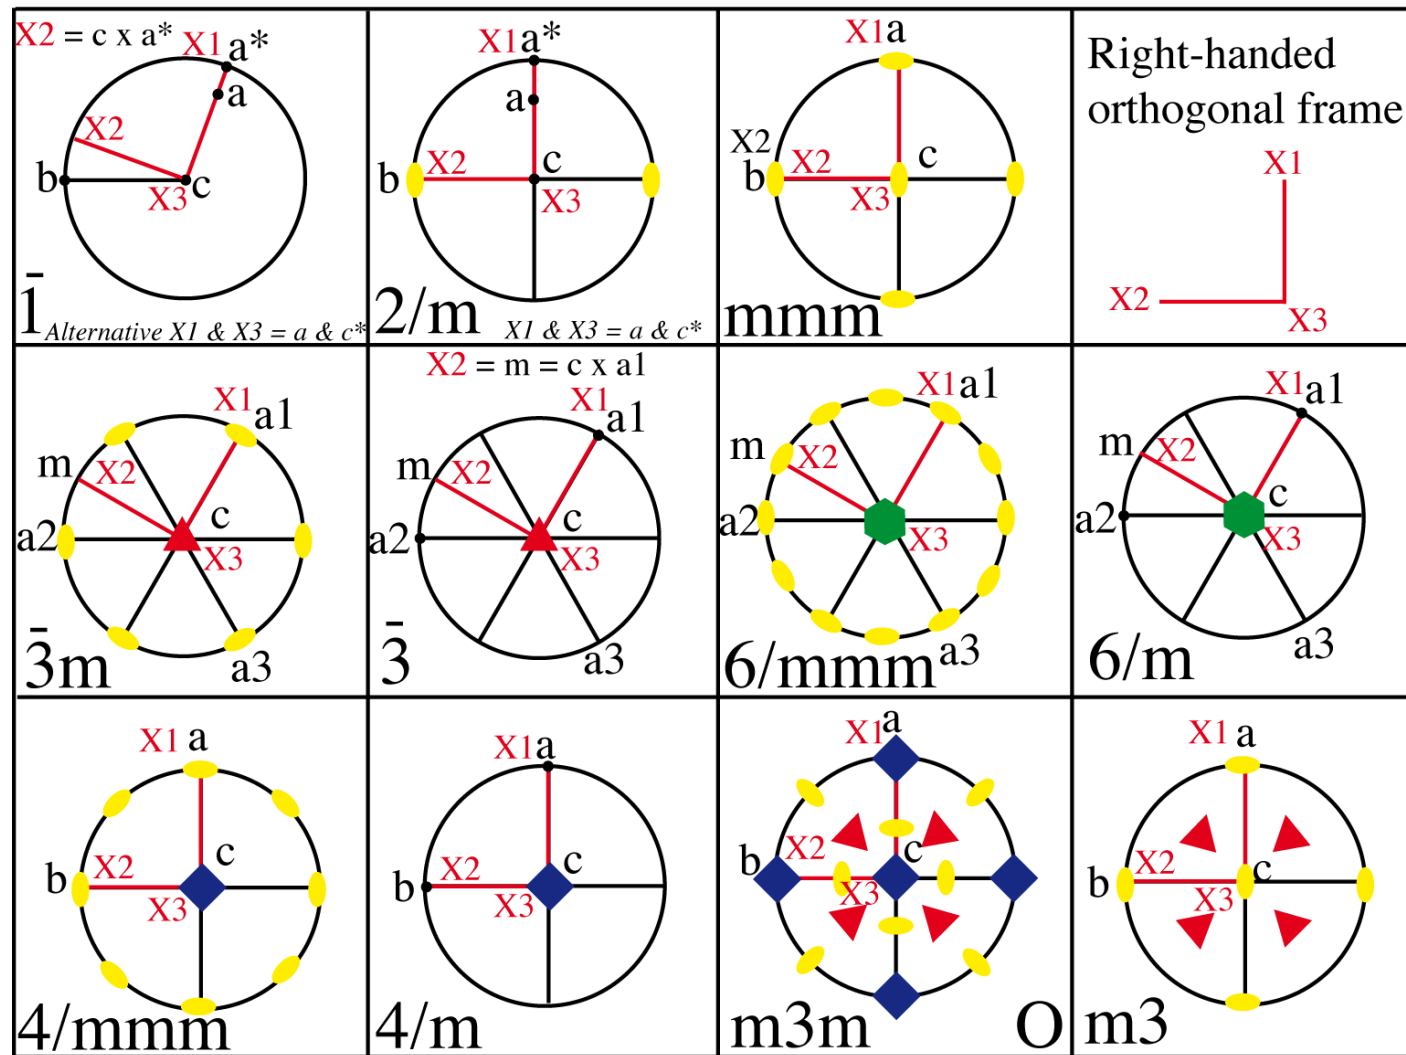 X2 = c x a*
X1 a*
a
X2
b
X3 c
1̄
Alternative X1 & X3 = a & c*
X1 a*
a
X2
c
b
X3
2/m
X1 & X3 = a & c*
X1 a
X2
X2
c
b
X3
mmm
Right-handed
orthogonal frame
X1
X2
X3
X1
a1
m
X2
c
a2
X3
3̄m
a3
X2 = m = c x a1
X1
a1
m
X2
c
a2
X3
3̄
a3
X1 a1
m
X2
X3
a2
c
6/mmm
a3
X1 a1
m
X2
c
a2
X3
6/m
a3
X1 a
X2
c
b
X3
4/mmm
X1 a
X2
c
b
X3
4/m
X1 a
X2
c
b
X3
m3m
O
X1 a
X2
c
b
X3
m3